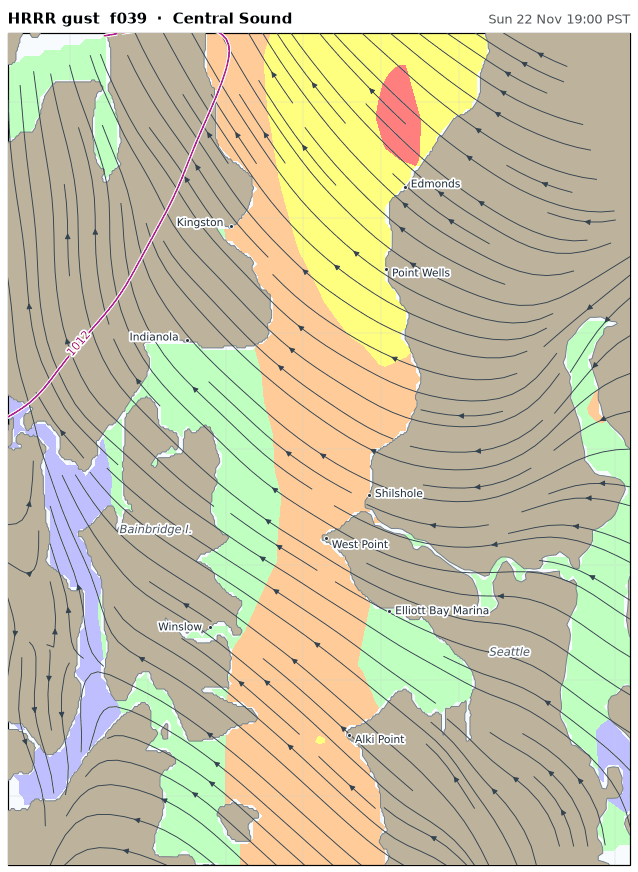 HRRR gust f039 · Central Sound
Sun 22 Nov 19:00 PST
Edmonds
Kingston
Point Wells
Indianola
1012
Shilshole
Bainbridge I.
West Point
Elliott Bay Marina
Winslow
Seattle
Alki Point